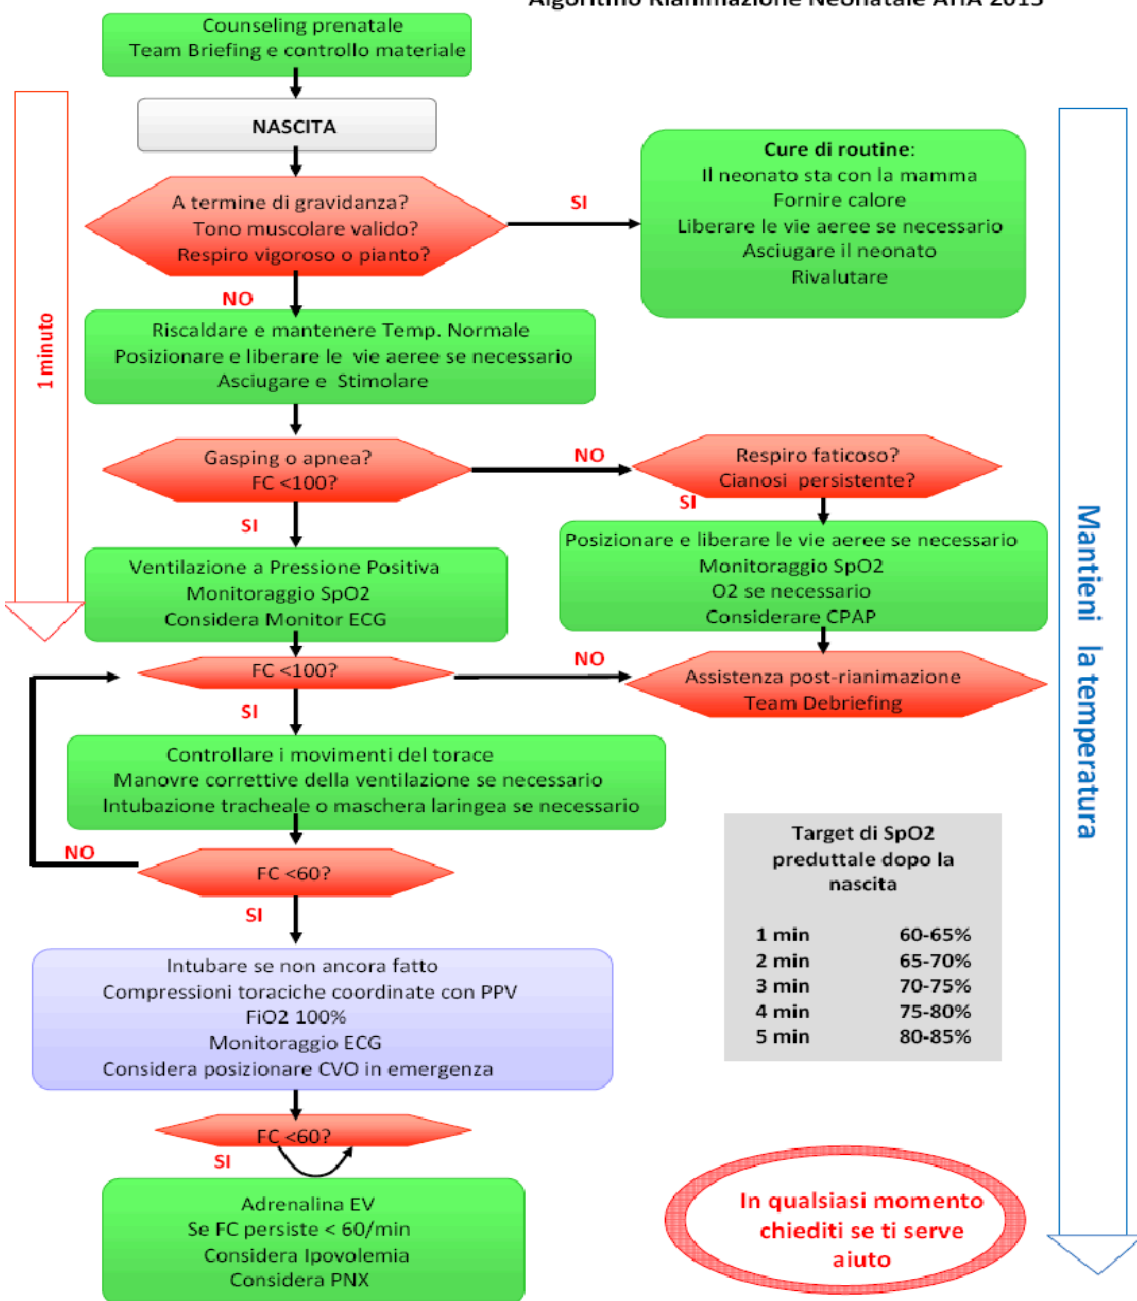 Algoritmo Rianimazione Neonatale AHA 2015
Counseling prenatale
Team Briefing e controllo materiale
NASCITA
A termine di gravidanza?
Tono muscolare valido?
Respiro vigoroso o pianto?
SI
Cure di routine:
Il neonato sta con la mamma
Fornire calore
Liberare le vie aeree se necessario
Asciugare il neonato
Rivalutare
NO
1 minuto
Riscaldare e mantenere Temp. Normale
Posizionare e liberare le vie aeree se necessario
Asciugare e Stimolare
Gasping o apnea?
FC <100?
NO
Respiro faticoso?
Cianosi persistente?
SI
SI
Ventilazione a Pressione Positiva
Monitoraggio SpO2
Considera Monitor ECG
Posizionare e liberare le vie aeree se necessario
Monitoraggio SpO2
O2 se necessario
Considerare CPAP
FC <100?
NO
Assistenza post-rianimazione
Team Debriefing
SI
Controllare i movimenti del torace
Manovre correttive della ventilazione se necessario
Intubazione tracheale o maschera laringea se necessario
NO
FC <60?
SI
Intubare se non ancora fatto
Compressioni toraciche coordinate con PPV
FiO2 100%
Monitoraggio ECG
Considera posizionare CVO in emergenza
FC <60?
SI
Adrenalina EV
Se FC persiste < 60/min
Considera Ipovolemia
Considera PNX
Target di SpO2
preduttale dopo la
nascita
1 min 60-65%
2 min 65-70%
3 min 70-75%
4 min 75-80%
5 min 80-85%
In qualsiasi momento
chiediti se ti serve
aiuto
Mantieni la temperatura